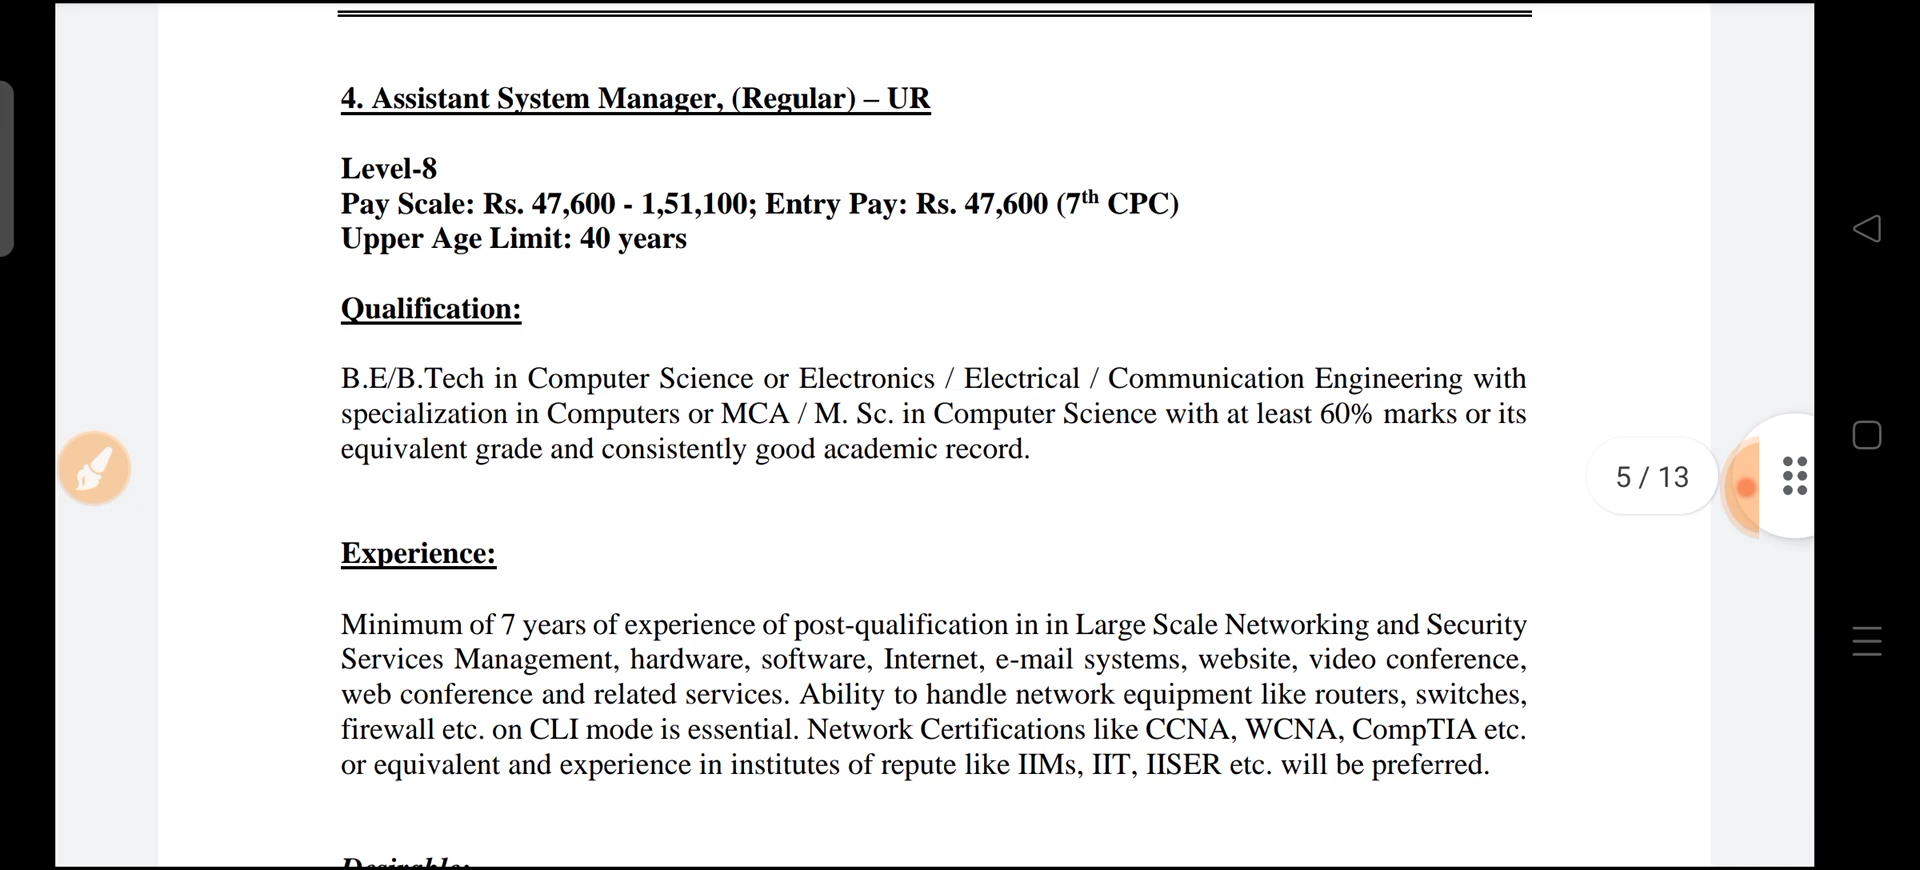 4. Assistant System Manager, (Regular) – UR
Level-8
Pay Scale: Rs. 47,600 - 1,51,100; Entry Pay: Rs. 47,600 (7th CPC)
Upper Age Limit: 40 years
Qualification:
B.E/B.Tech in Computer Science or Electronics / Electrical / Communication Engineering with
specialization in Computers or MCA / M. Sc. in Computer Science with at least 60% marks or its
equivalent grade and consistently good academic record.
5 / 13
Experience:
Minimum of 7 years of experience of post-qualification in in Large Scale Networking and Security
Services Management, hardware, software, Internet, e-mail systems, website, video conference,
web conference and related services. Ability to handle network equipment like routers, switches,
firewall etc. on CLI mode is essential. Network Certifications like CCNA, WCNA, CompTIA etc.
or equivalent and experience in institutes of repute like IIMs, IIT, IISER etc. will be preferred.
Desirable: